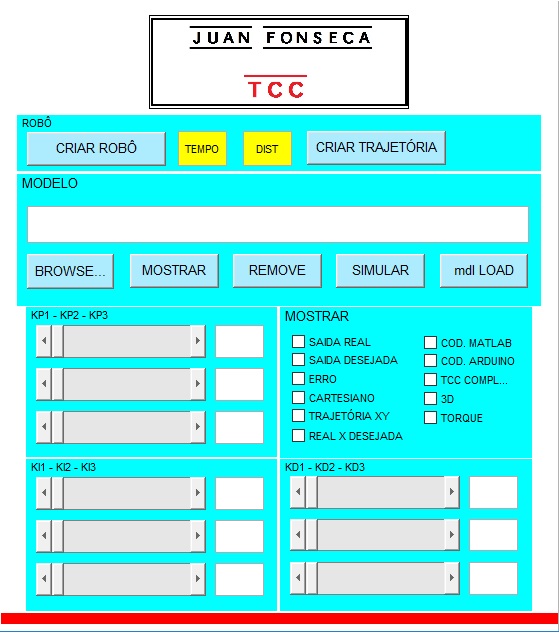 JUAN FONSECA
TCC
ROBÔ
CRIAR ROBÔ
TEMPO
DIST
CRIAR TRAJETÓRIA
MODELO
BROWSE...
MOSTRAR
REMOVE
SIMULAR
mdl LOAD
KP1 - KP2 - KP3
MOSTRAR
SAIDA REAL
SAIDA DESEJADA
ERRO
CARTESIANO
TRAJETÓRIA XY
REAL X DESEJADA
COD. MATLAB
COD. ARDUINO
TCC COMPL...
3D
TORQUE
KI1 - KI2 - KI3
KD1 - KD2 - KD3